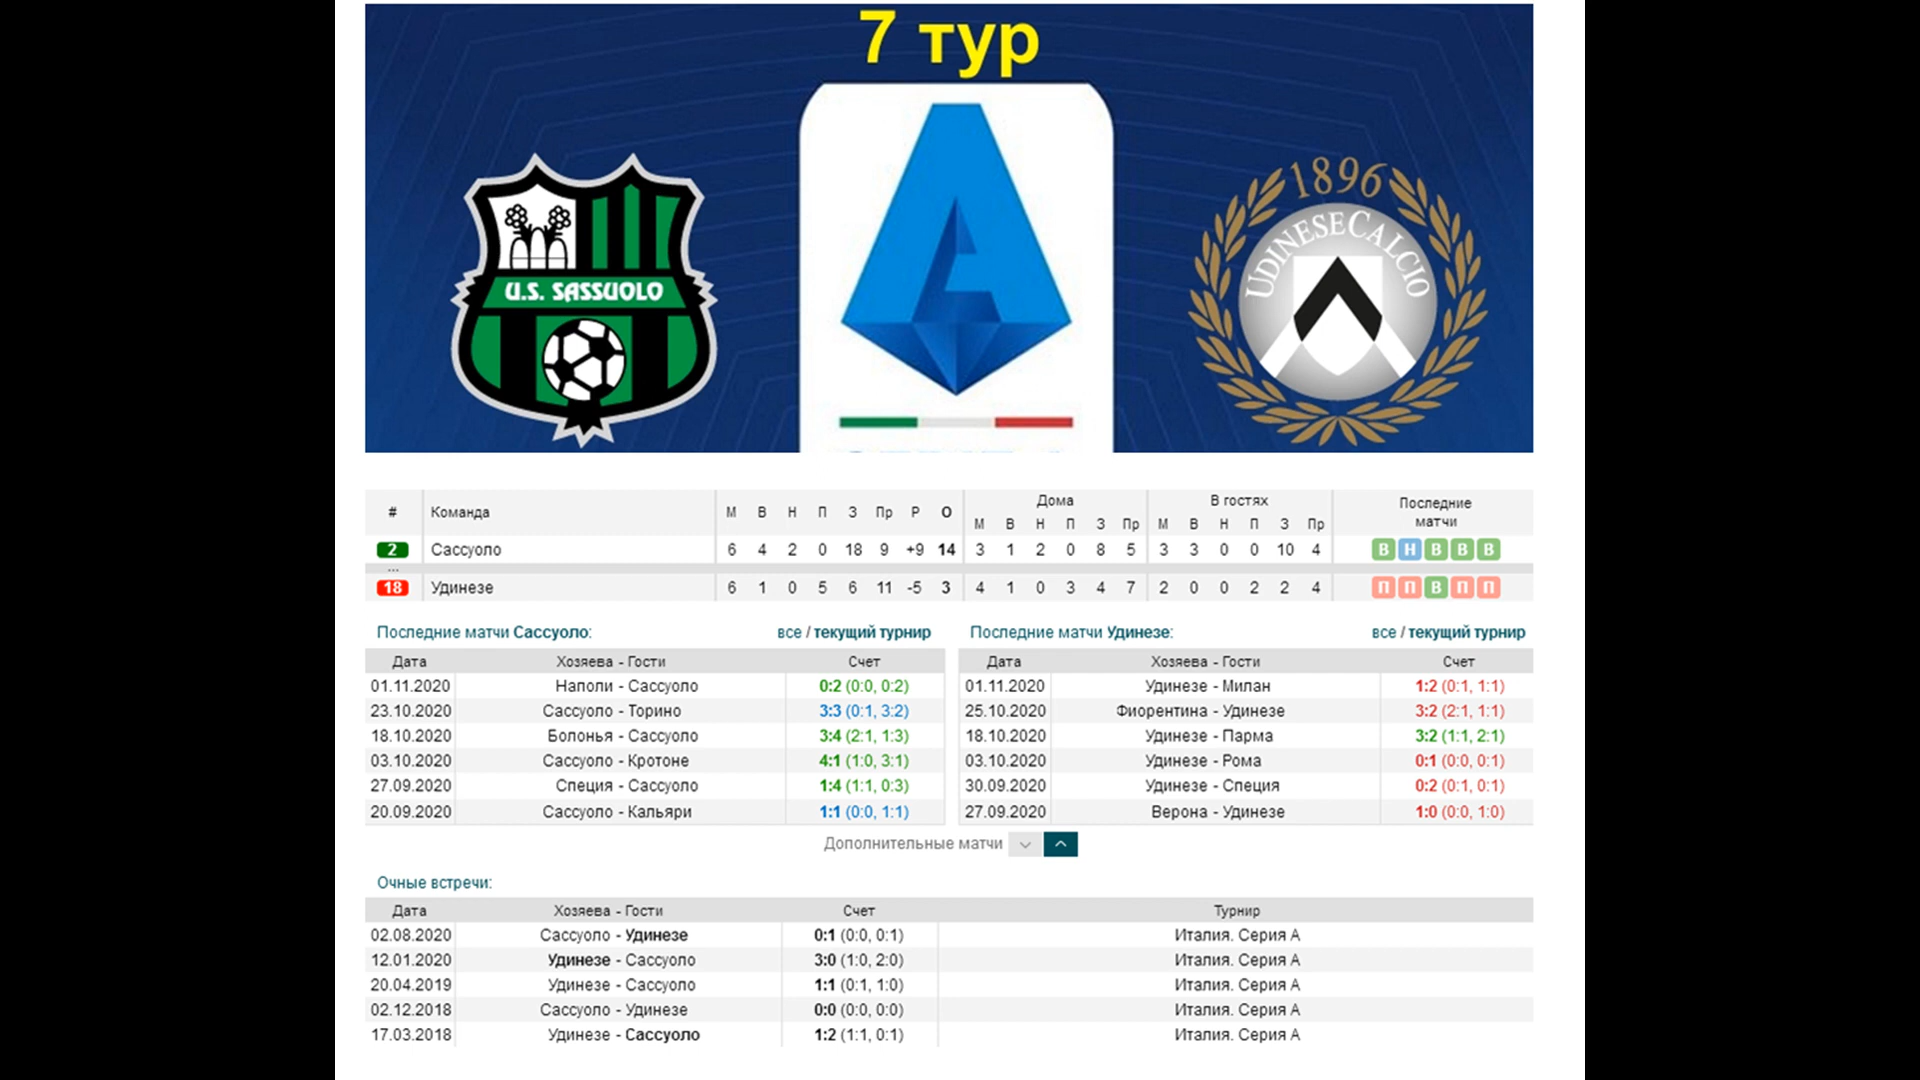 7 тур
U.S. SASSUOLO
1896
UDINESE CALCIO
# Команда М В Н П З Пр Р О Дома М В Н П З Пр В гостях М В Н П З Пр Последние матчи
2 Сассуоло 6 4 2 0 18 9 +9 14 3 1 2 0 8 5 3 3 0 0 10 4 В Н В В В
...
18 Удинезе 6 1 0 5 6 11 -5 3 4 1 0 3 4 7 2 0 0 2 2 4 П П В П П
Последние матчи Сассуоло: все / текущий турнир
Дата Хозяева - Гости Счет
01.11.2020 Наполи - Сассуоло 0:2 (0:0, 0:2)
23.10.2020 Сассуоло - Торино 3:3 (0:1, 3:2)
18.10.2020 Болонья - Сассуоло 3:4 (2:1, 1:3)
03.10.2020 Сассуоло - Кротоне 4:1 (1:0, 3:1)
27.09.2020 Специя - Сассуоло 1:4 (1:1, 0:3)
20.09.2020 Сассуоло - Кальяри 1:1 (0:0, 1:1)
Последние матчи Удинезе: все / текущий турнир
Дата Хозяева - Гости Счет
01.11.2020 Удинезе - Милан 1:2 (0:1, 1:1)
25.10.2020 Фиорентина - Удинезе 3:2 (2:1, 1:1)
18.10.2020 Удинезе - Парма 3:2 (1:1, 2:1)
03.10.2020 Удинезе - Рома 0:1 (0:0, 0:1)
30.09.2020 Удинезе - Специя 0:2 (0:1, 0:1)
27.09.2020 Верона - Удинезе 1:0 (0:0, 1:0)
Дополнительные матчи
Очные встречи:
Дата Хозяева - Гости Счет Турнир
02.08.2020 Сассуоло - Удинезе 0:1 (0:0, 0:1) Италия. Серия А
12.01.2020 Удинезе - Сассуоло 3:0 (1:0, 2:0) Италия. Серия А
20.04.2019 Удинезе - Сассуоло 1:1 (0:1, 1:0) Италия. Серия А
02.12.2018 Сассуоло - Удинезе 0:0 (0:0, 0:0) Италия. Серия А
17.03.2018 Удинезе - Сассуоло 1:2 (1:1, 0:1) Италия. Серия А